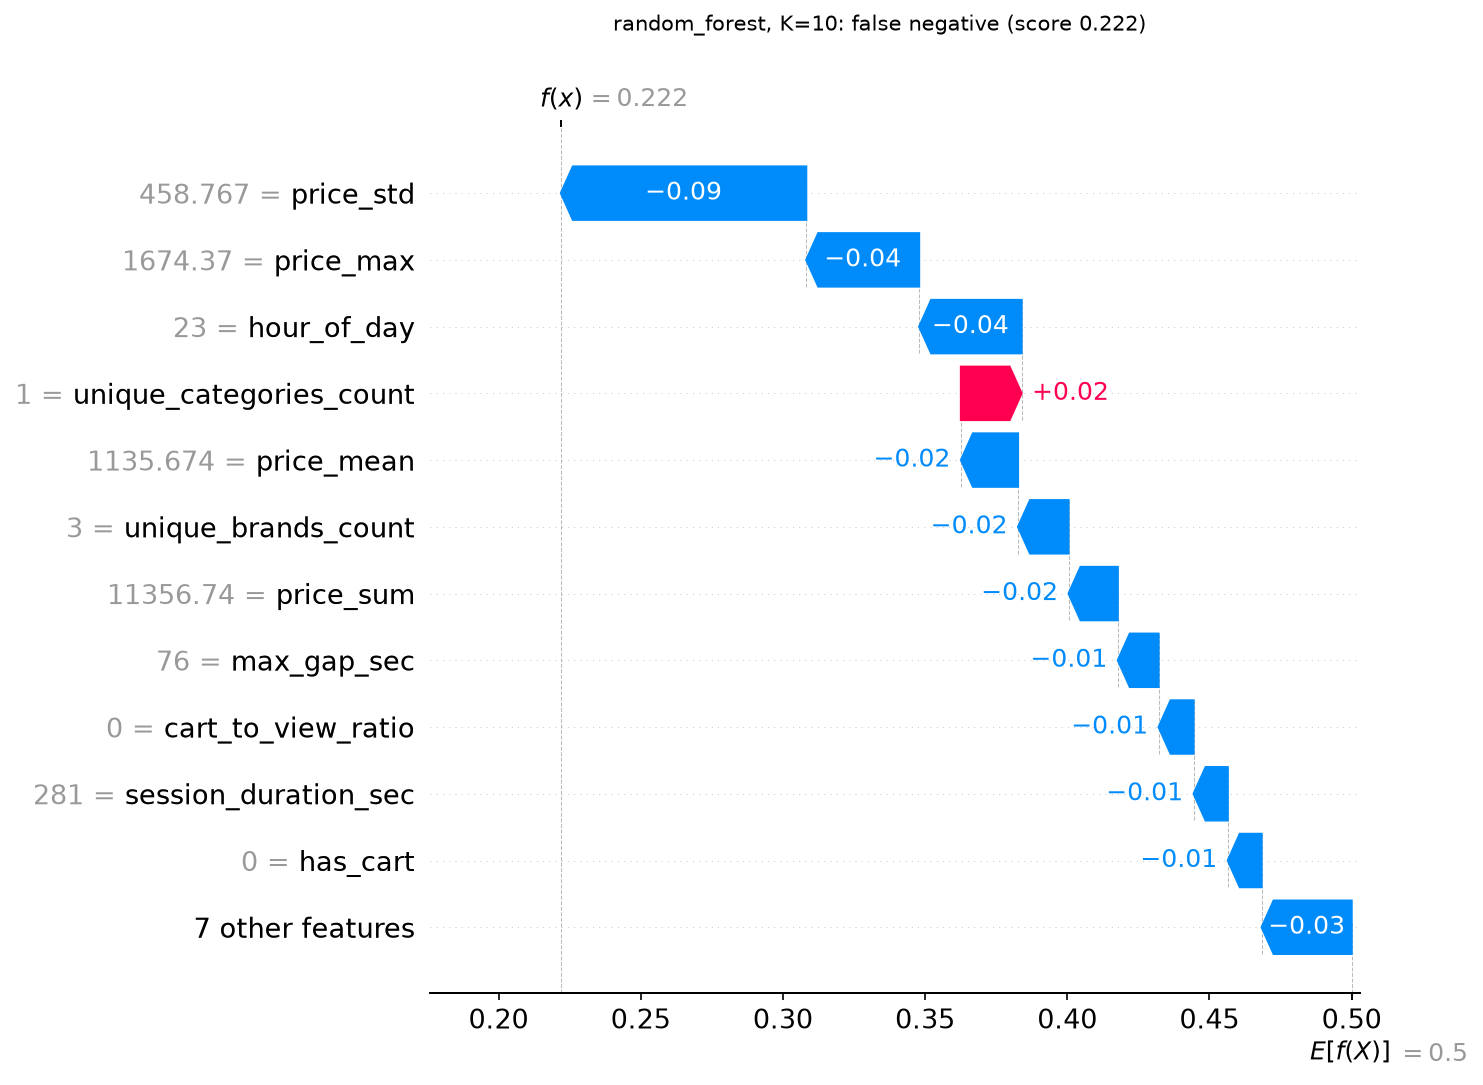 random_forest, K=10: false negative (score 0.222)
f(x) = 0.222
458.767 = price_std −0.09
1674.37 = price_max −0.04
23 = hour_of_day −0.04
1 = unique_categories_count +0.02
1135.674 = price_mean −0.02
3 = unique_brands_count −0.02
11356.74 = price_sum −0.02
76 = max_gap_sec −0.01
0 = cart_to_view_ratio −0.01
281 = session_duration_sec −0.01
0 = has_cart −0.01
7 other features −0.03
0.20 0.25 0.30 0.35 0.40 0.45 0.50
E[f(X)] = 0.5